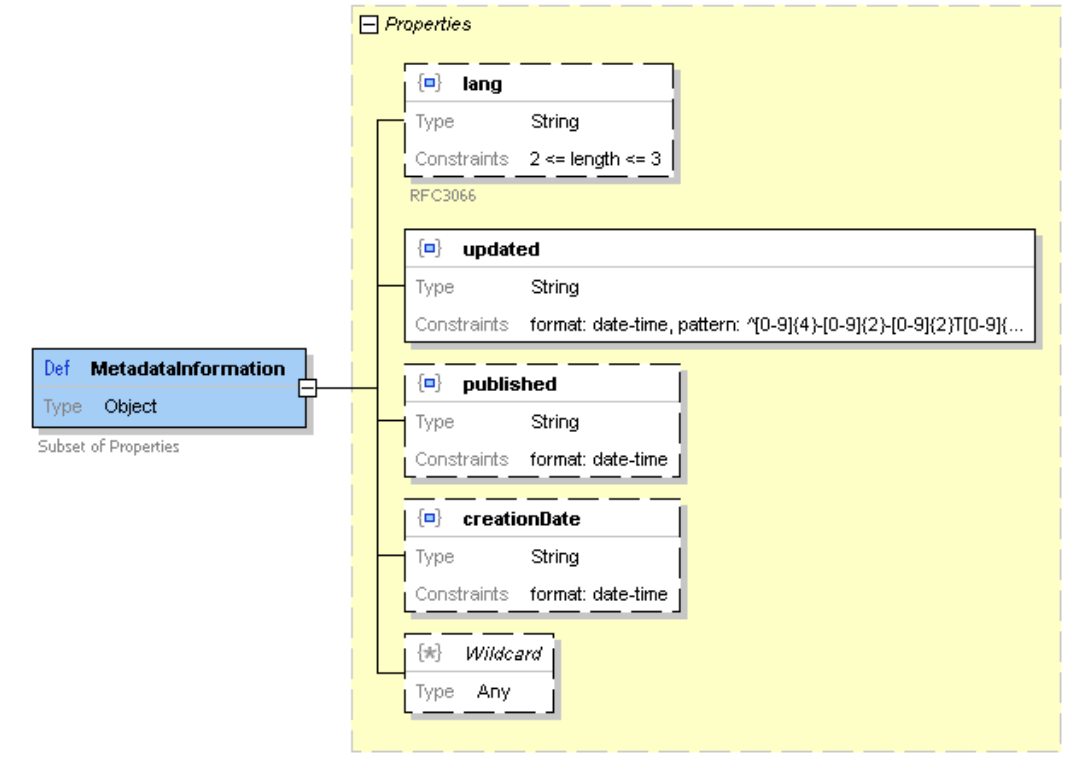 Properties
{} lang
Type String
Constraints 2 <= length <= 3
RFC3066
{} updated
Type String
Constraints format: date-time, pattern: ^[0-9]{4}-[0-9]{2}-[0-9]{2}T[0-9]{...
Def MetadataInformation
Type Object
Subset of Properties
{} published
Type String
Constraints format: date-time
{} creationDate
Type String
Constraints format: date-time
{*} Wildcard
Type Any